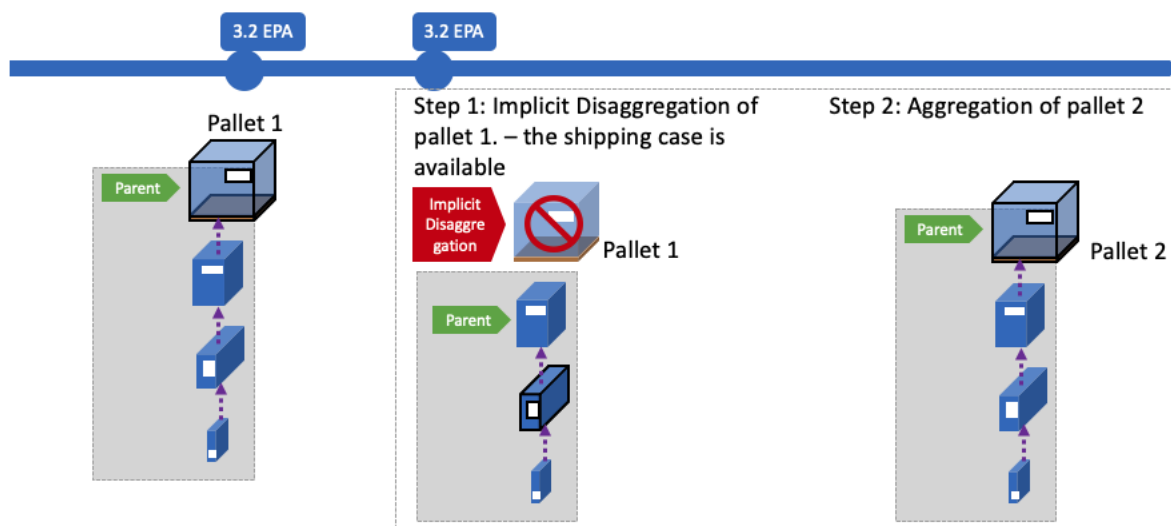 3.2 EPA
3.2 EPA
Pallet 1
Parent
Step 1: Implicit Disaggregation of
pallet 1. – the shipping case is
available
Implicit
Disaggre
gation
Pallet 1
Parent
Step 2: Aggregation of pallet 2
Parent
Pallet 2